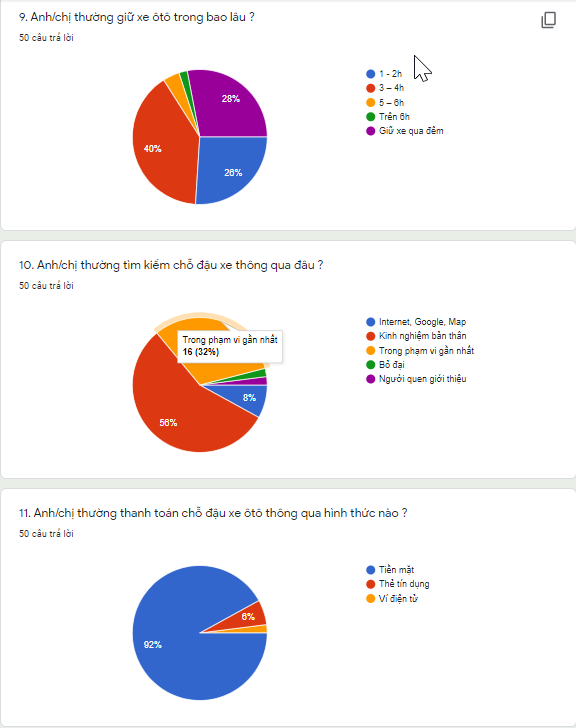 9. Anh/chị thường giữ xe ôtô trong bao lâu ?
50 câu trả lời
28%
40%
26%
1 - 2h
3 – 4h
5 – 6h
Trên 6h
Giữ xe qua đêm
10. Anh/chị thường tìm kiếm chỗ đậu xe thông qua đâu ?
50 câu trả lời
Trong phạm vi gần nhất
16 (32%)
8%
56%
Internet, Google, Map
Kinh nghiệm bản thân
Trong phạm vi gần nhất
Bỏ đại
Người quen giới thiệu
11. Anh/chị thường thanh toán chỗ đậu xe ôtô thông qua hình thức nào ?
50 câu trả lời
6%
92%
Tiền mặt
Thẻ tín dụng
Ví điện tử